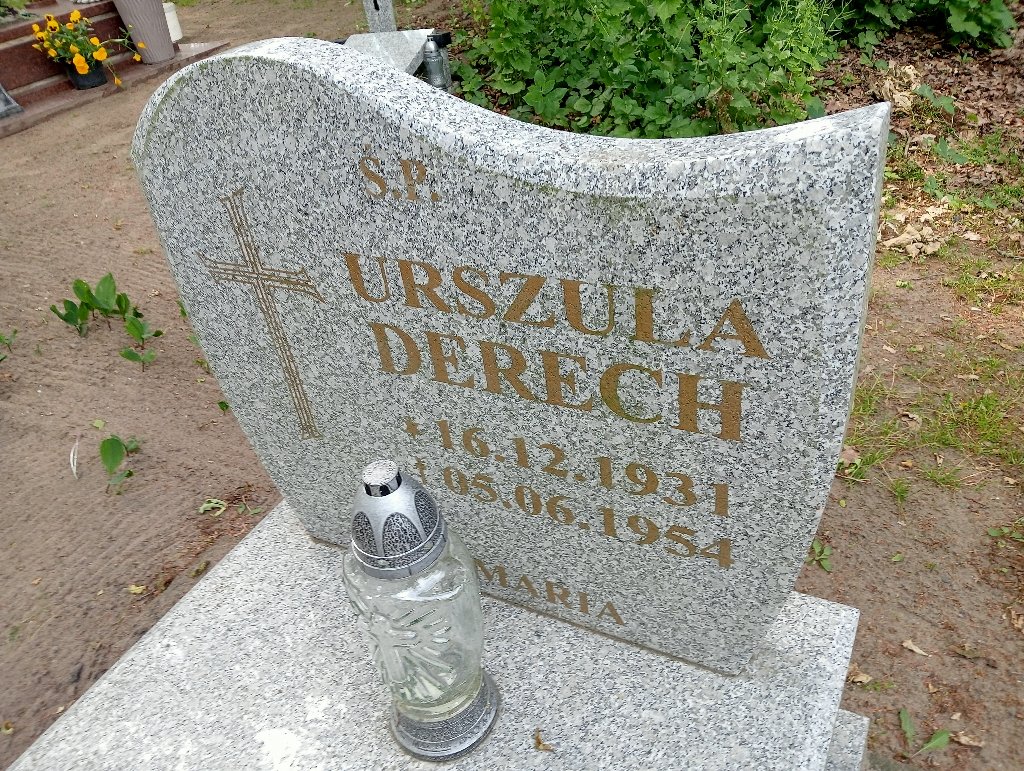 Ś.P.
URSZULA
DERECH
* 16.12.1931
† 05.06.1954
MARIA